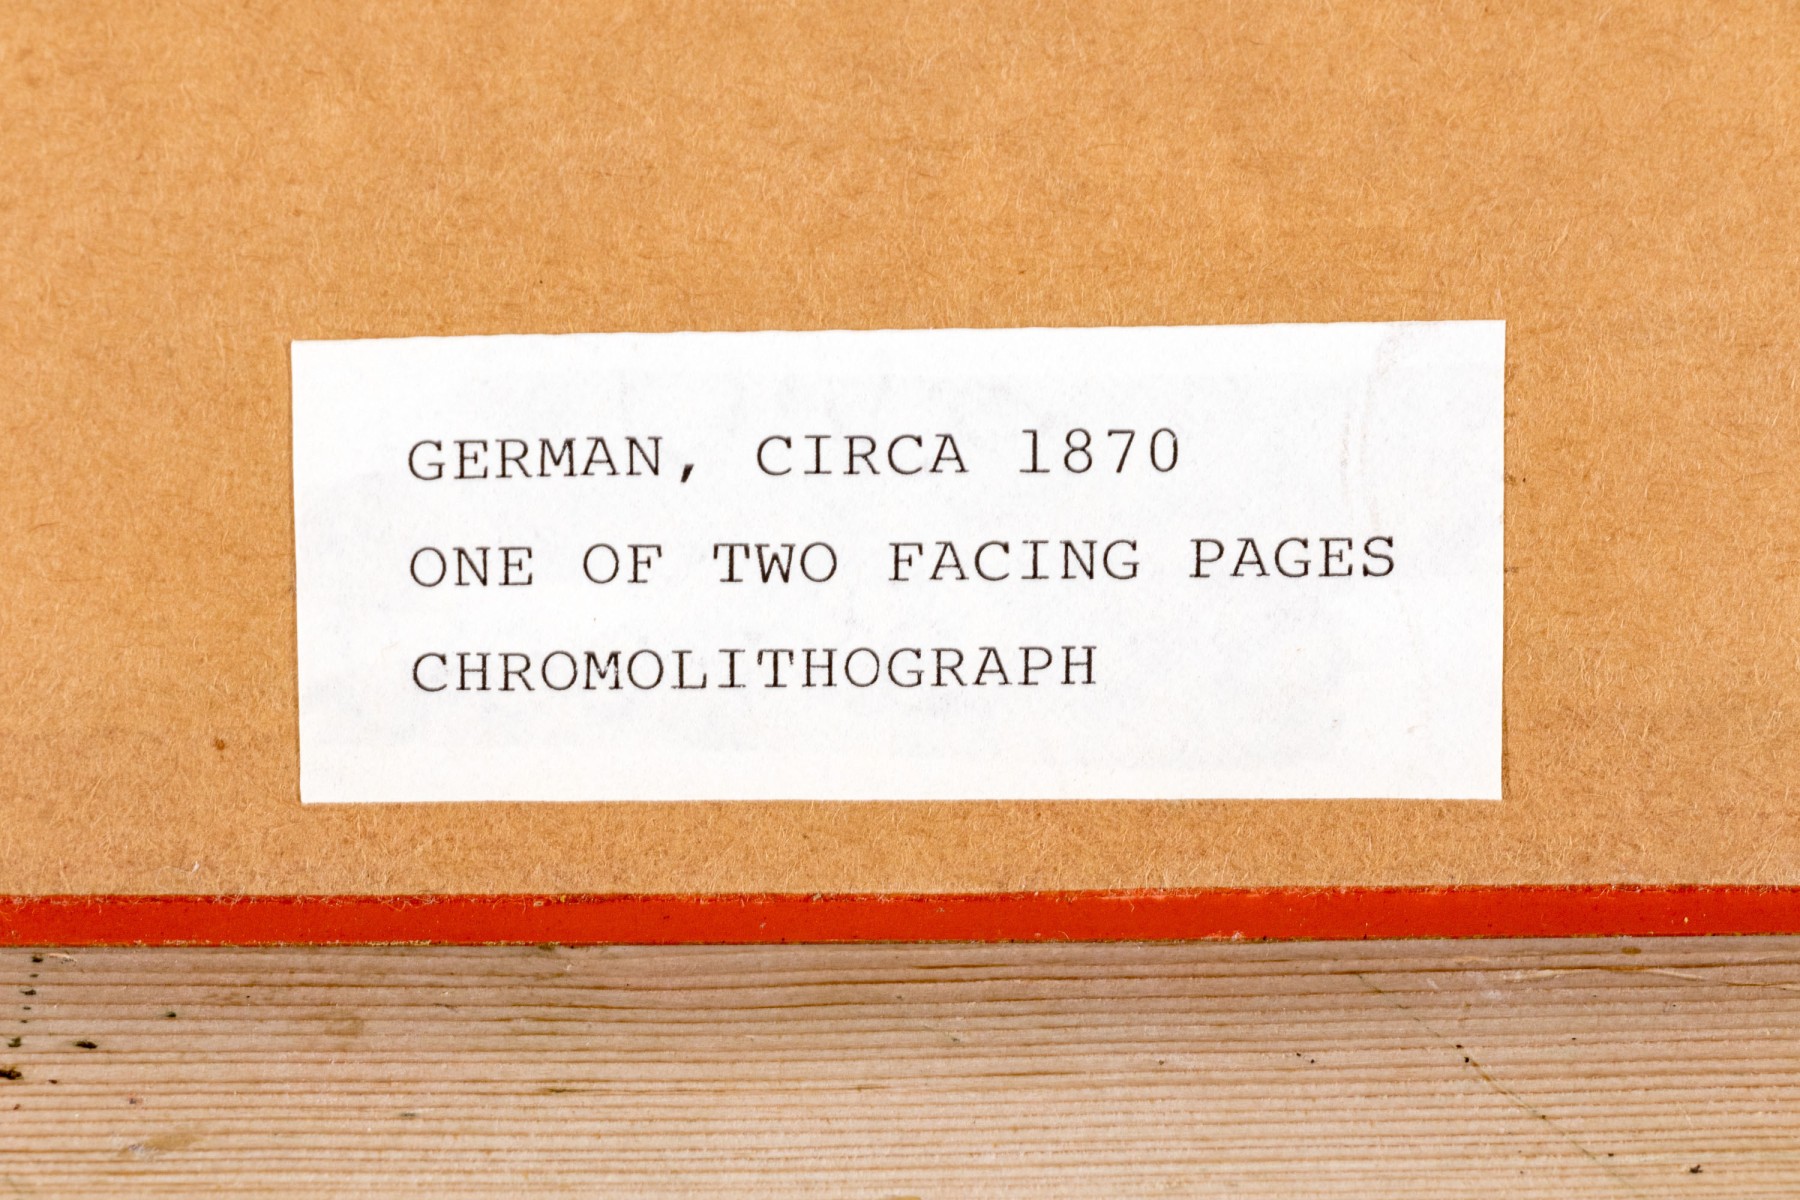 GERMAN, CIRCA 1870
ONE OF TWO FACING PAGES
CHROMOLITHOGRAPH